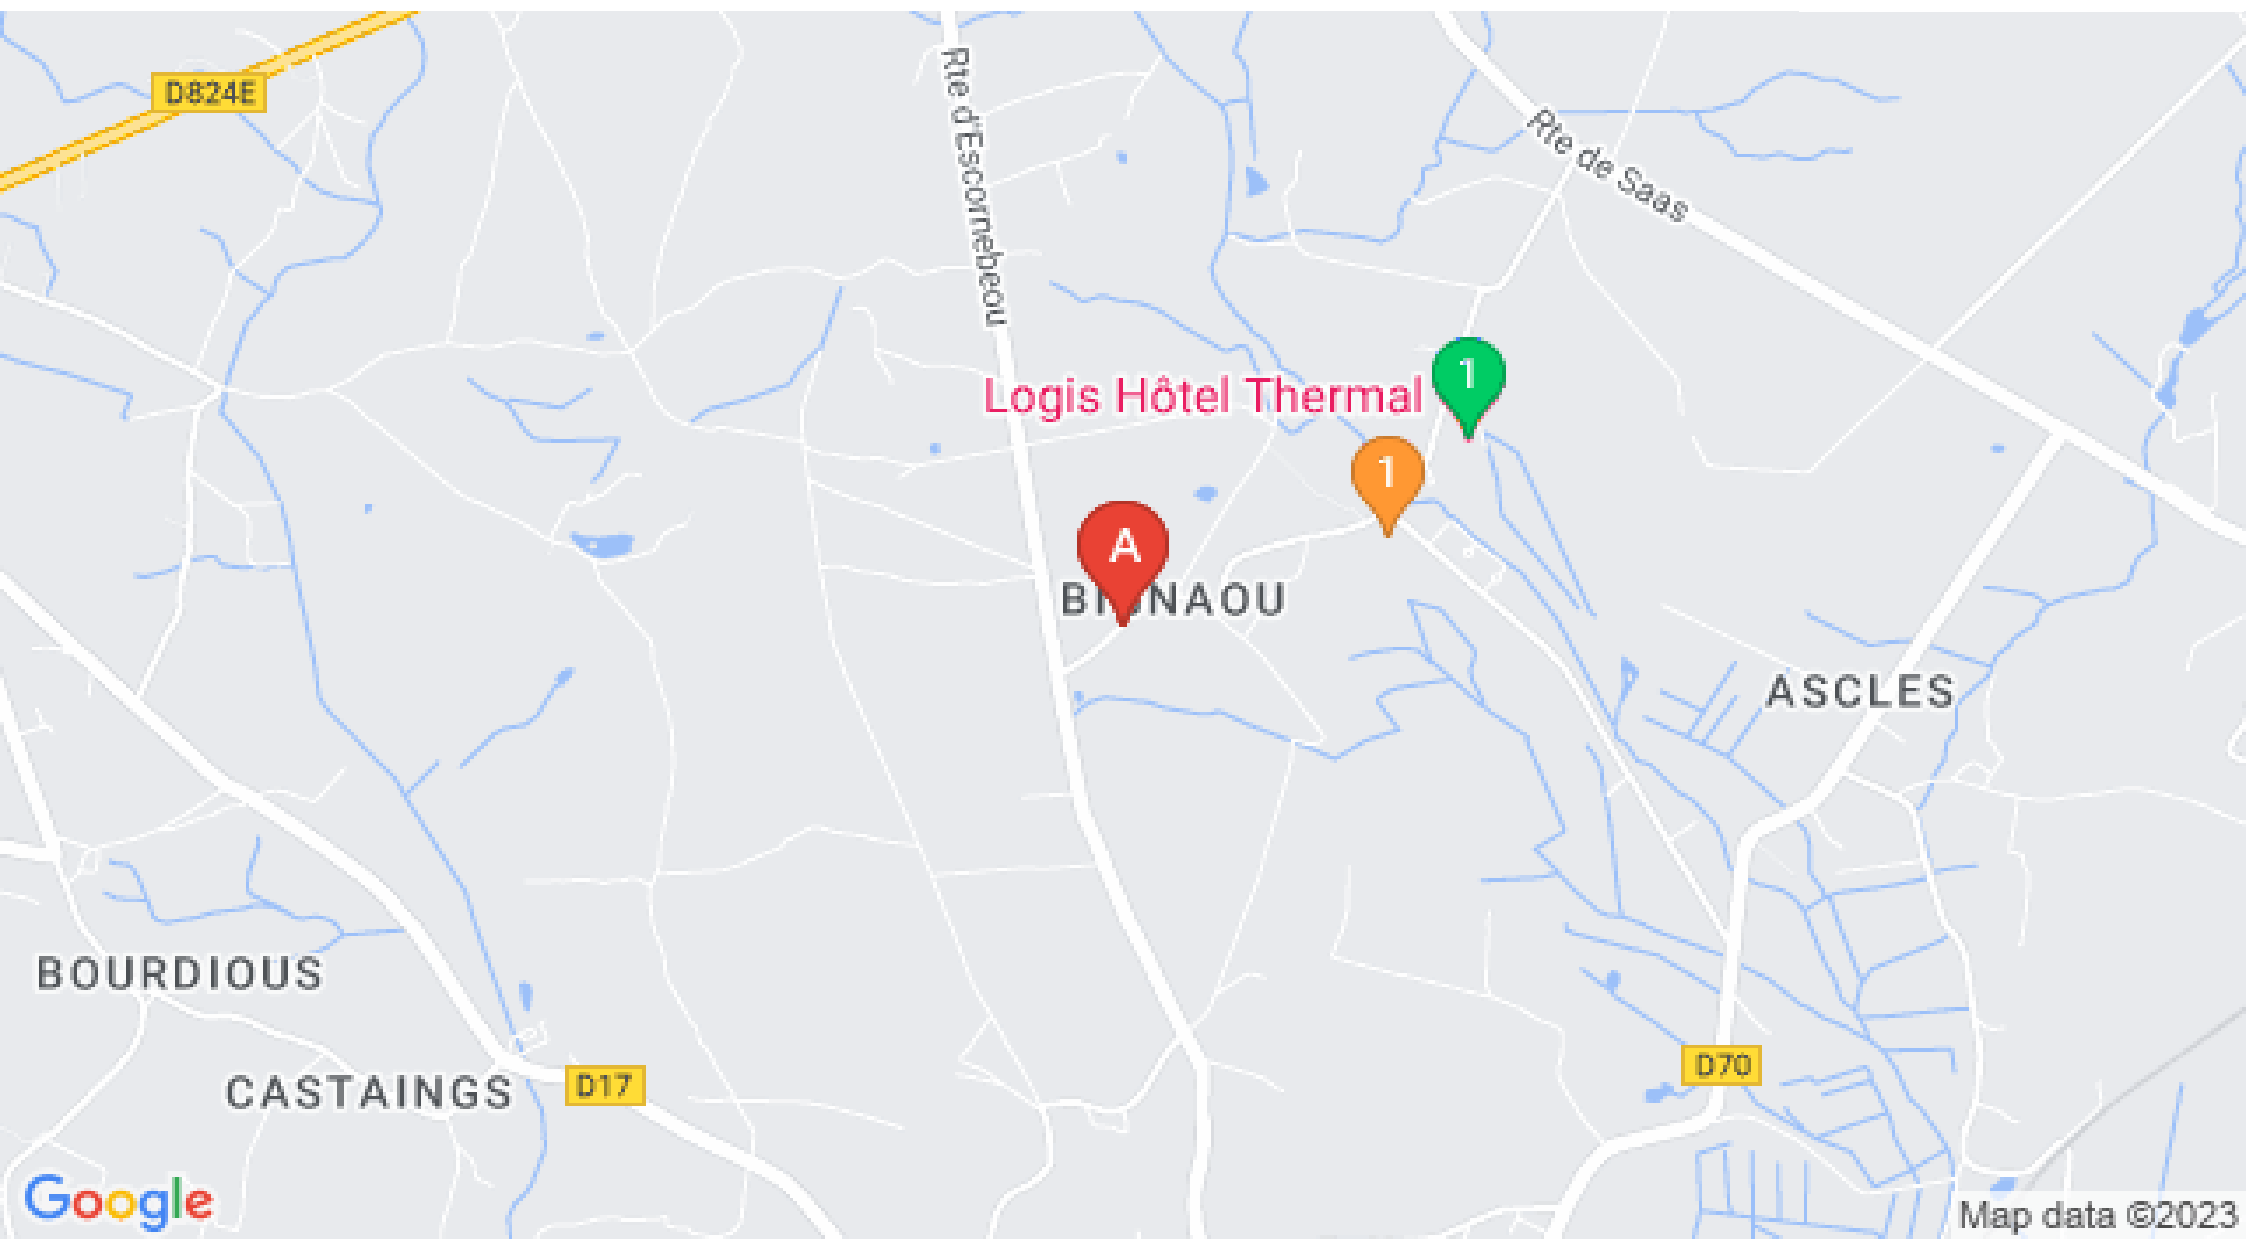 D824E
Rte d'Escornebeou
Rte de Saas
Logis Hôtel Thermal
1
1
A
BI NAOU
ASCLES
BOURDIOUS
CASTAINGS
D17
D70
Google
Map data ©2023